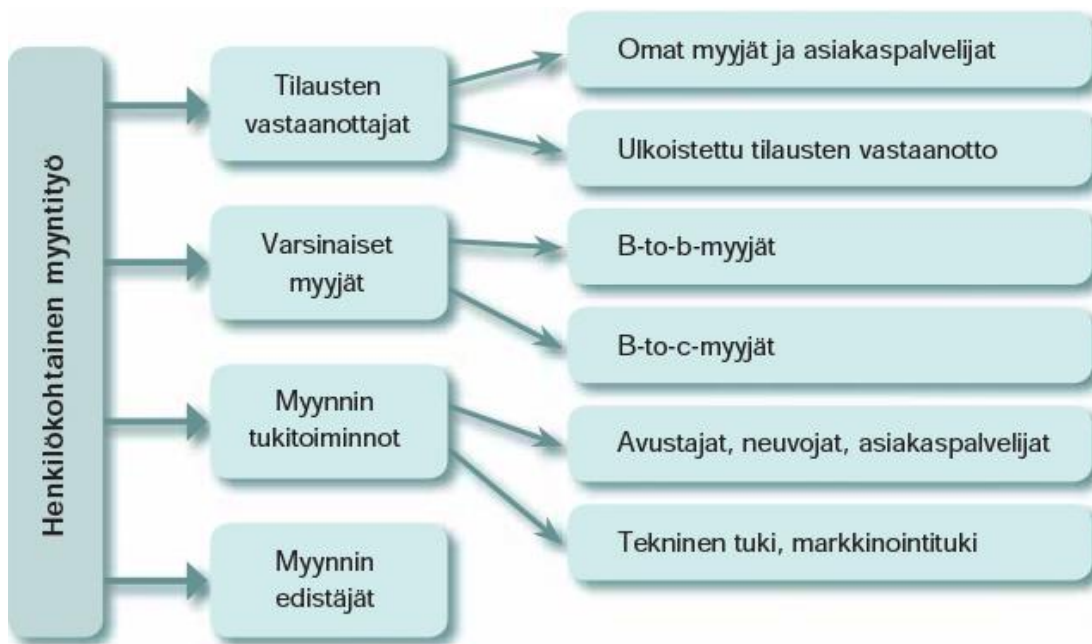 Henkilökohtainen myyntityö
Tilausten
vastaanottajat
Omat myyjät ja asiakaspalvelijat
Ulkoistettu tilausten vastaanotto
Varsinaiset
myyjät
B-to-b-myyjät
B-to-c-myyjät
Myynnin
tukitoiminnot
Avustajat, neuvojat, asiakaspalvelijat
Tekninen tuki, markkinointituki
Myynnin
edistäjät